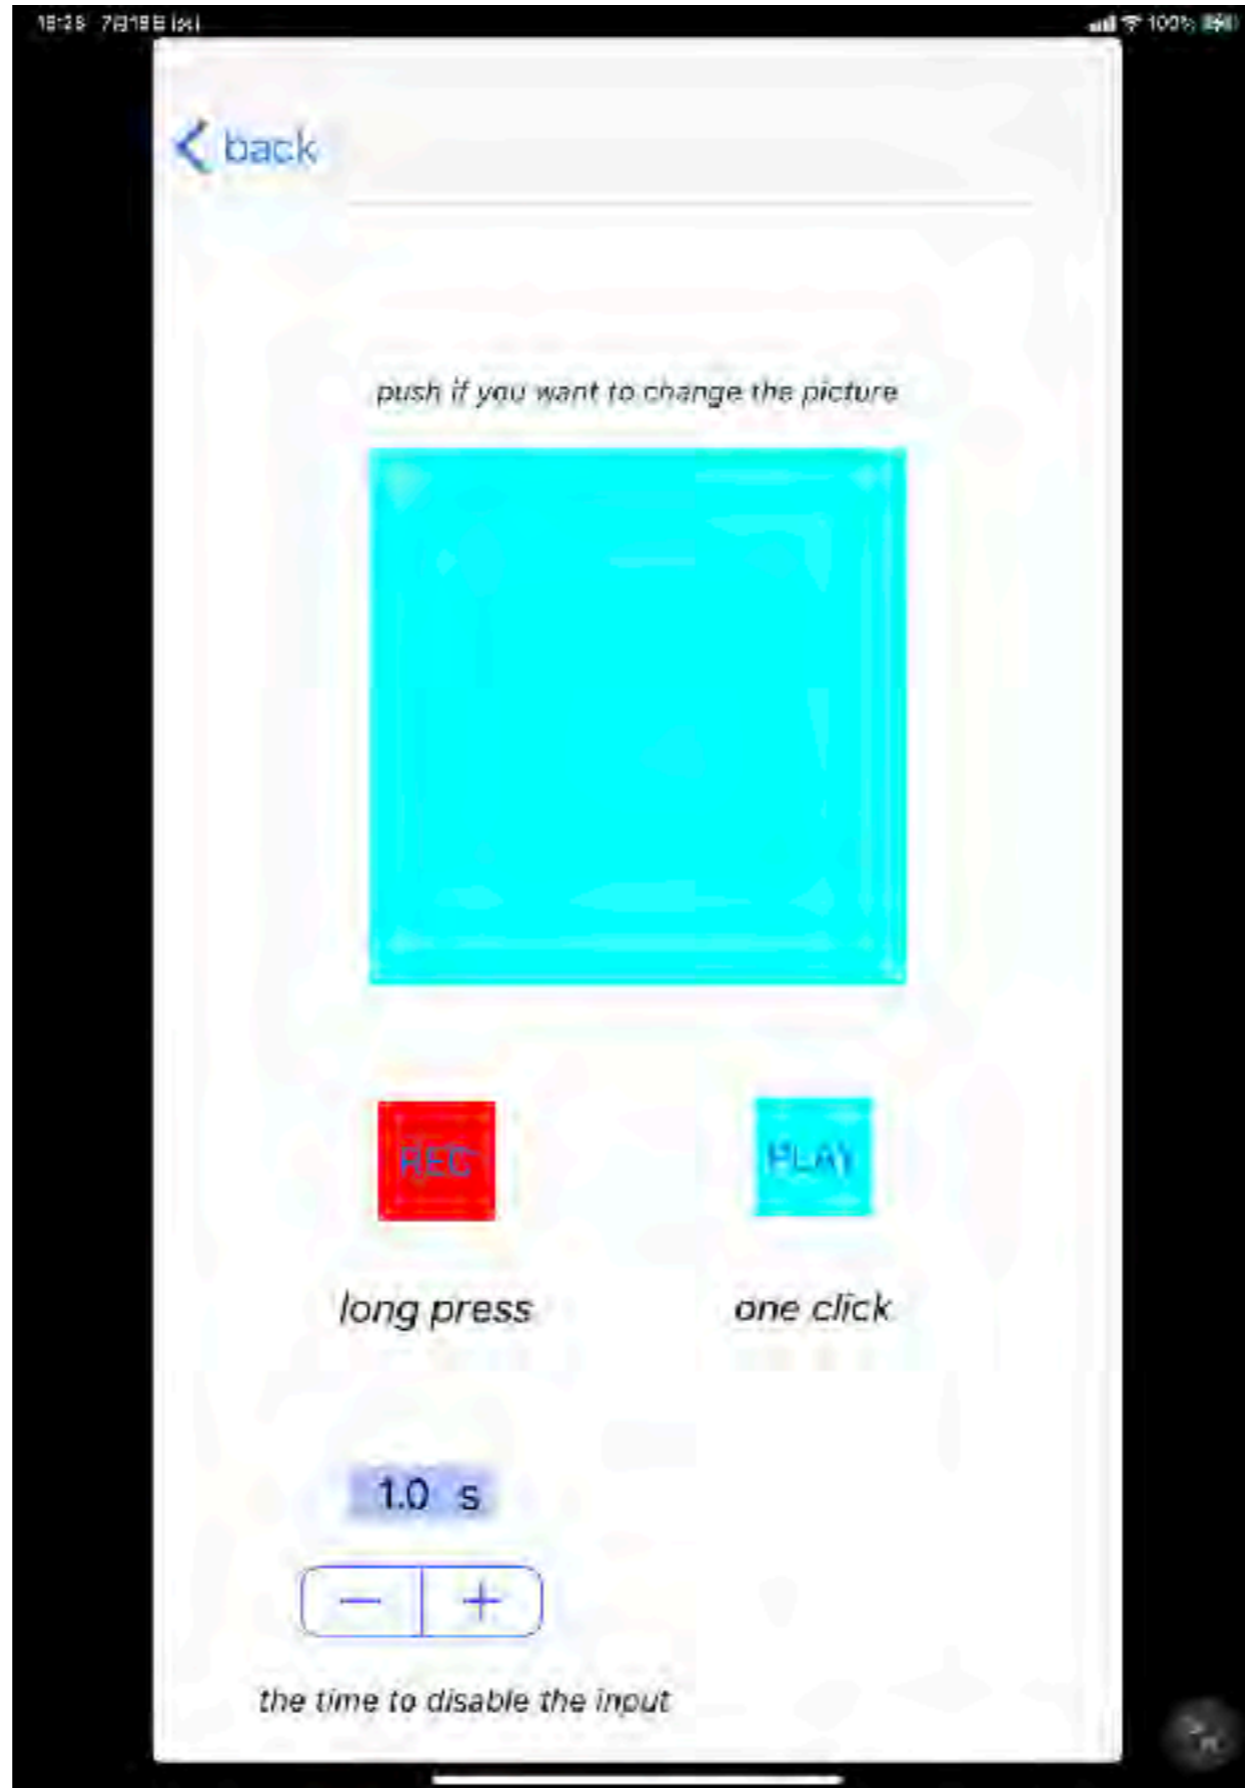 100%
back
push if you want to change the picture
REC
PLAY
long press
one click
1.0 s
− +
the time to disable the input